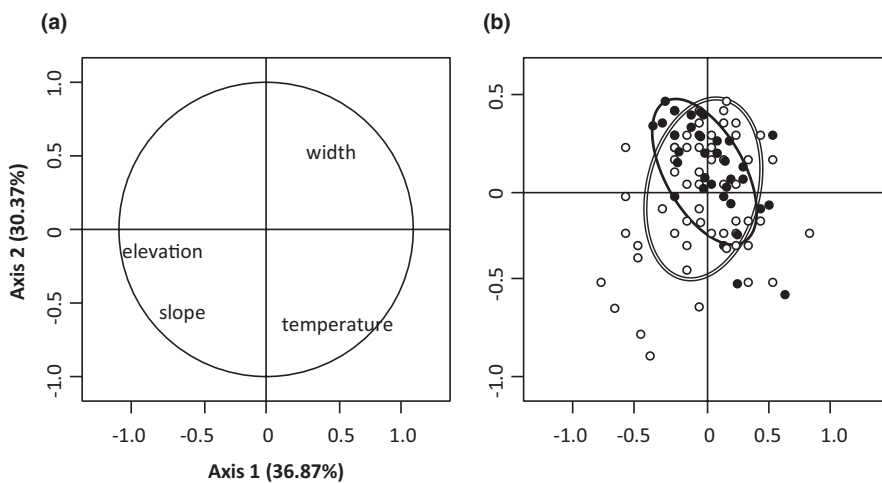 (a)
(b)
Axis 2 (30.37%)
1.0
0.5
0
-0.5
-1.0
width
elevation
slope
temperature
-1.0 -0.5 0 0.5 1.0
Axis 1 (36.87%)
0.5
0
-0.5
-1.0
-1.0 -0.5 0 0.5 1.0